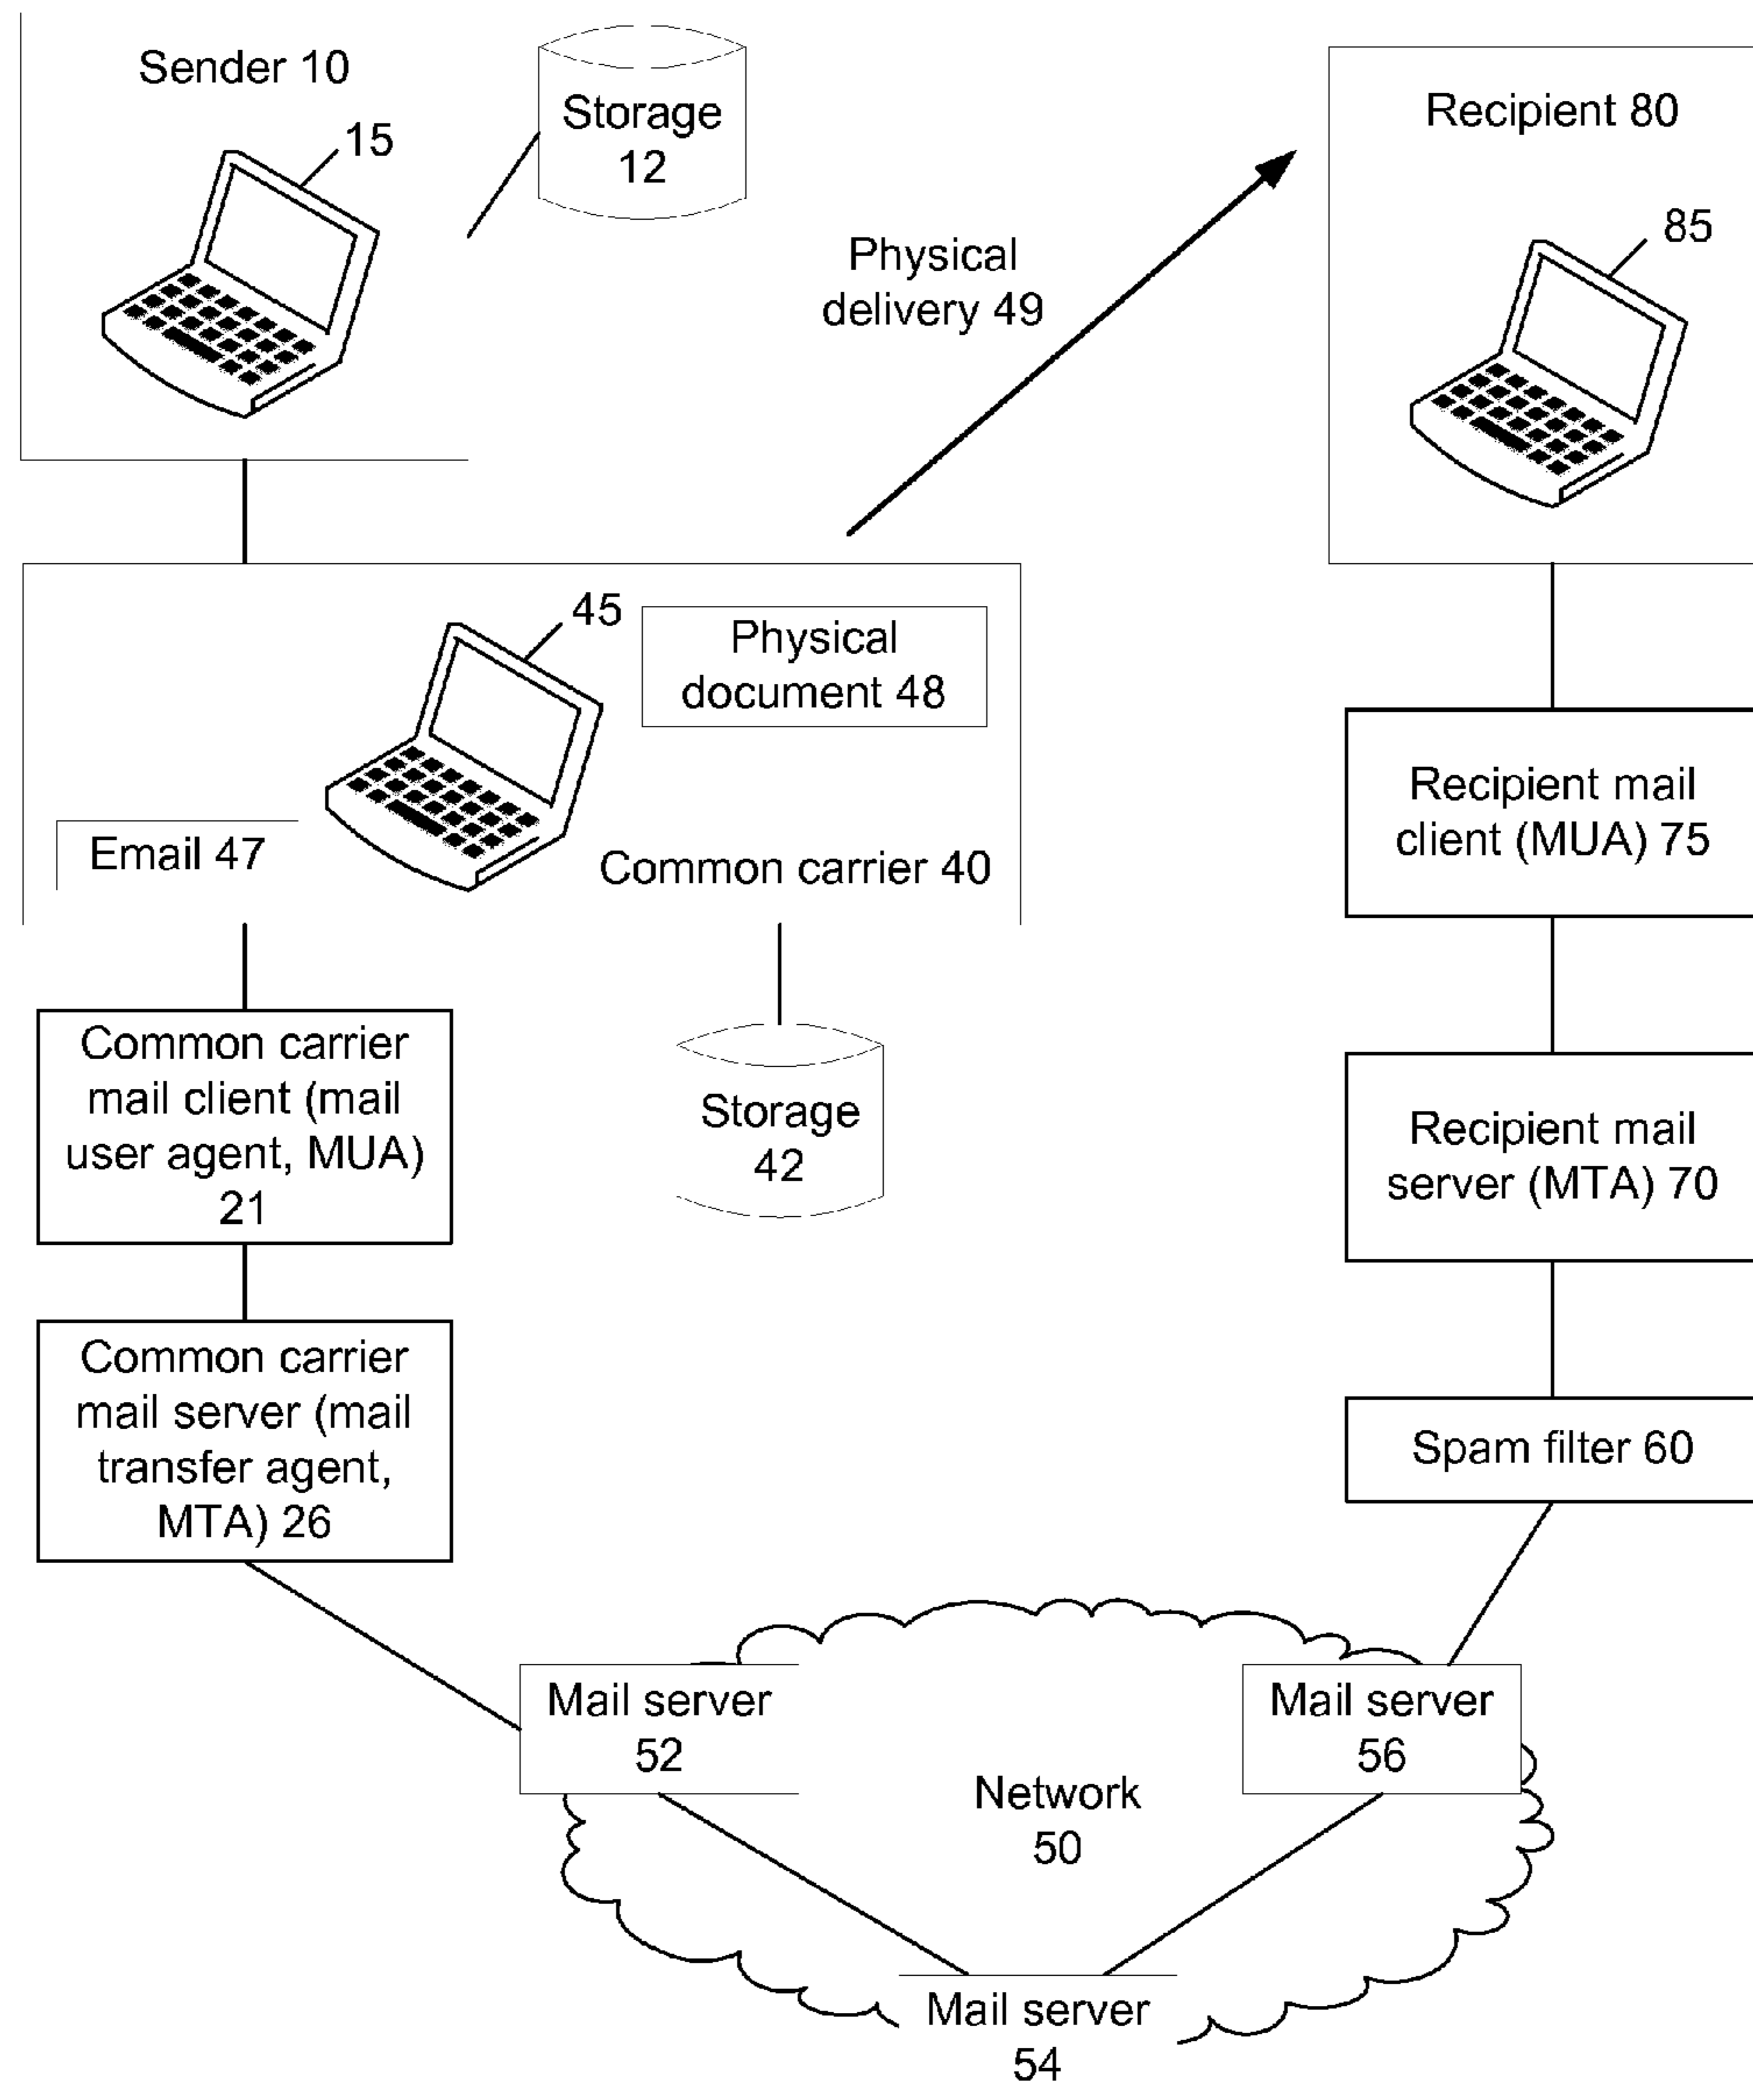 Sender 10
15
Storage
12
Recipient 80
85
Physical
delivery 49
45
Physical
document 48
Email 47
Common carrier 40
Recipient mail
client (MUA) 75
Common carrier
mail client (mail
user agent, MUA)
21
Storage
42
Recipient mail
server (MTA) 70
Common carrier
mail server (mail
transfer agent,
MTA) 26
Spam filter 60
Mail server
52
Mail server
56
Network
50
Mail server
54